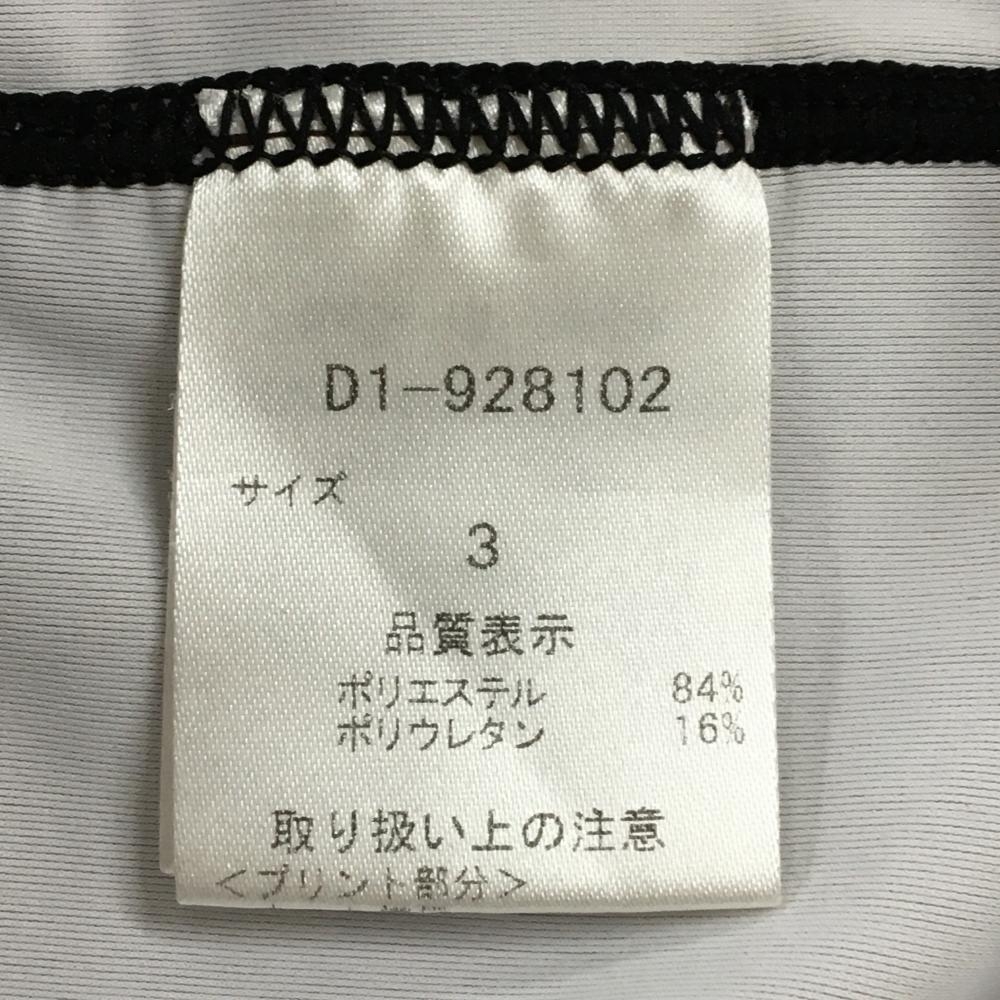 D1-928102
サイズ
3
品質表示
ポリエステル 84%
ポリウレタン 16%
取り扱い上の注意
<プリント部分>